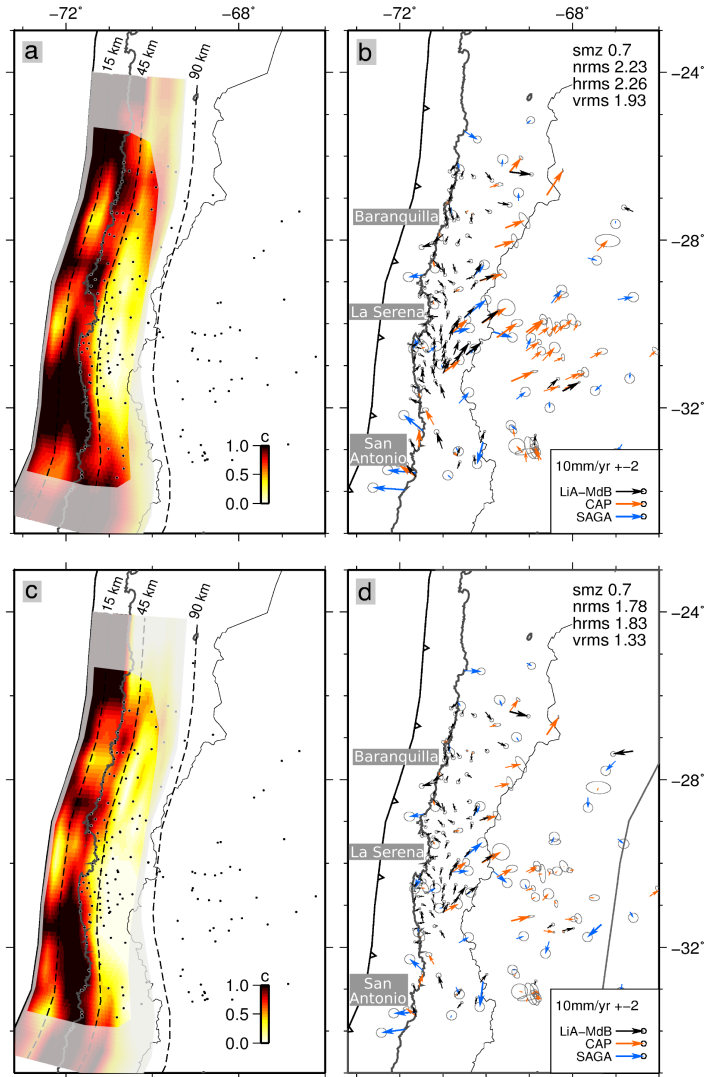 −72°
−68°
−72°
−68°
a
15 km
45 km
90 km
1.0
0.5
0.0
c
b
smz 0.7
nrms 2.23
hrms 2.26
vrms 1.93
−24°
−28°
−32°
Baranquilla
La Serena
San
Antonio
10mm/yr +−2
LiA−MdB
CAP
SAGA
c
15 km
45 km
90 km
1.0
0.5
0.0
c
d
smz 0.7
nrms 1.78
hrms 1.83
vrms 1.33
−24°
−28°
−32°
Baranquilla
La Serena
San
Antonio
10mm/yr +−2
LiA−MdB
CAP
SAGA